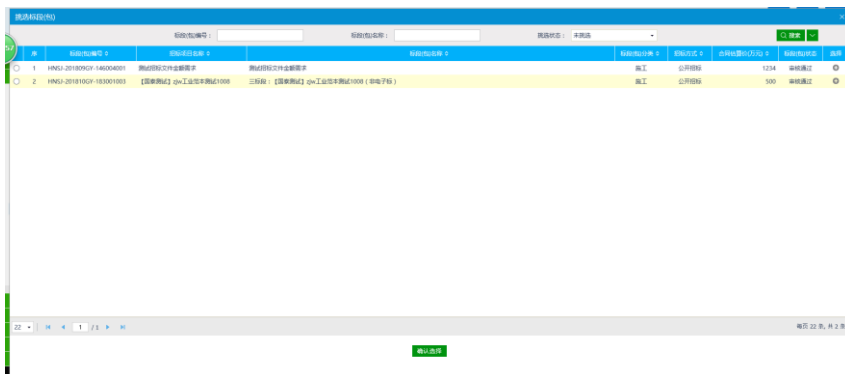 挑选标段(包)
标段(包)编号： 标段(包)名称： 挑选状态： 未挑选 搜索
序 标段(包)编号 招标项目名称 标段(包)名称 标段(包)分类 招标方式 合同估算价(万元) 标段(包)状态 选择
1 HNSJ-201809GY-146004001 测试招标文件金额需求 测试招标文件金额需求 施工 公开招标 1234 审核通过
2 HNSJ-201810GY-183001003 【国泰测试】zjw工业范本测试1008 三标段：【国泰测试】zjw工业范本测试1008（非电子标） 施工 公开招标 500 审核通过
22 1 / 1 每页 22 条, 共 2 条
确认选择